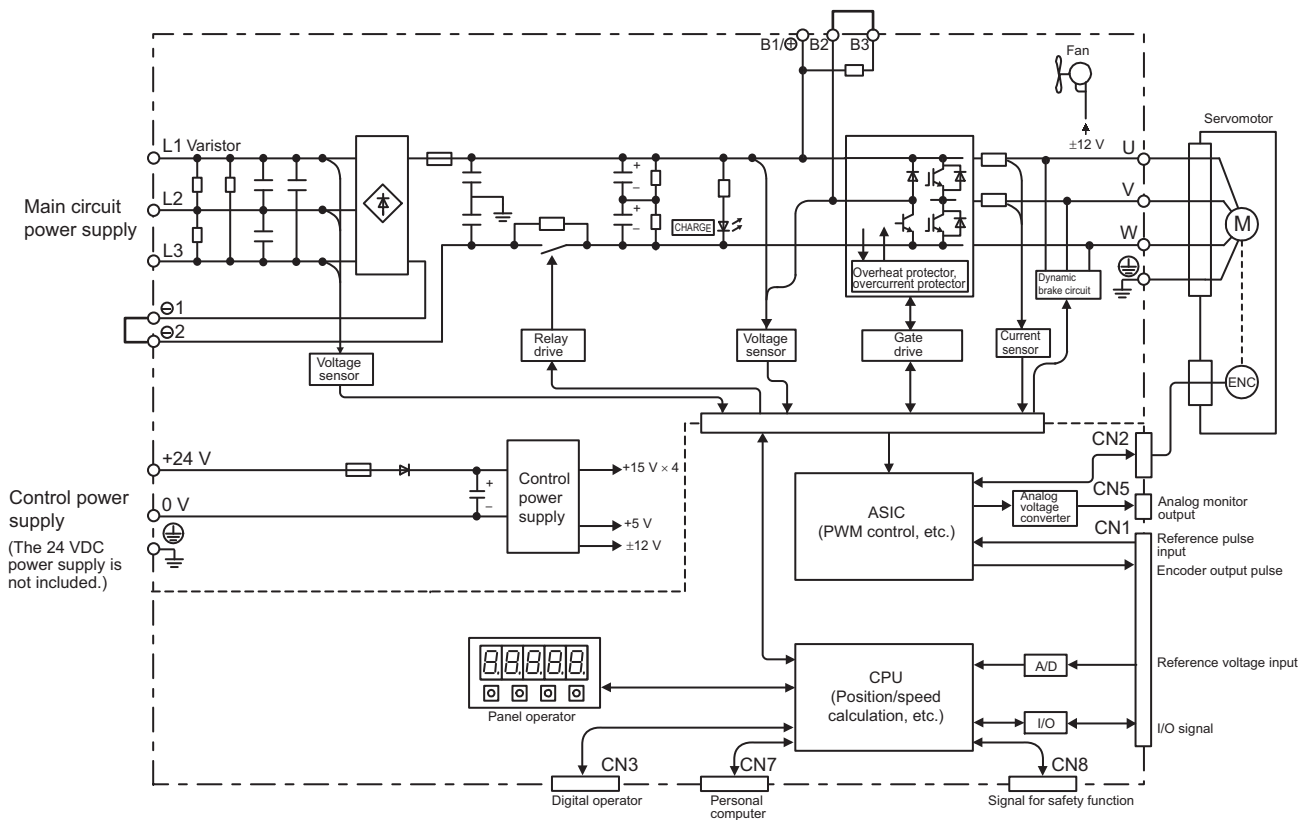 B1/⊕ B2 B3
Fan
±12 V
Servomotor
L1 Varistor
L2
L3
Main circuit
power supply
U
V
W
M
CHARGE
Overheat protector,
overcurrent protector
Dynamic
brake circuit
⊖1
⊖2
Voltage
sensor
Relay
drive
Voltage
sensor
Gate
drive
Current
sensor
ENC
+
–
+
–
+24 V
0 V
Control power
supply
(The 24 VDC
power supply is
not included.)
+
–
Control
power
supply
+15 V × 4
+5 V
±12 V
ASIC
(PWM control, etc.)
Analog
voltage
converter
CN2
CN5
Analog monitor
output
CN1
Reference pulse
input
Encoder output pulse
8.8.8.8.8.
Panel operator
CPU
(Position/speed
calculation, etc.)
A/D
Reference voltage input
I/O
I/O signal
CN3
Digital operator
CN7
Personal
computer
CN8
Signal for safety function